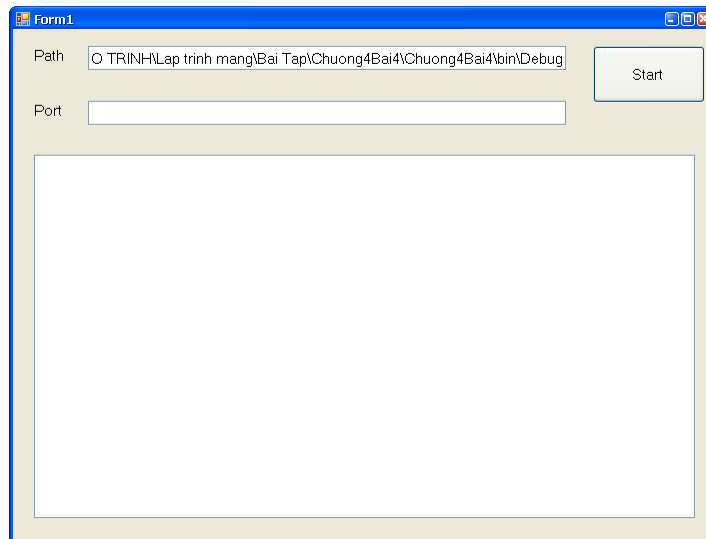 Form1
Path
O TRINH\Lap trinh mang\Bai Tap\Chuong4Bai4\Chuong4Bai4\bin\Debug
Start
Port